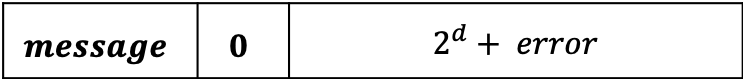 message 0 2^d + error